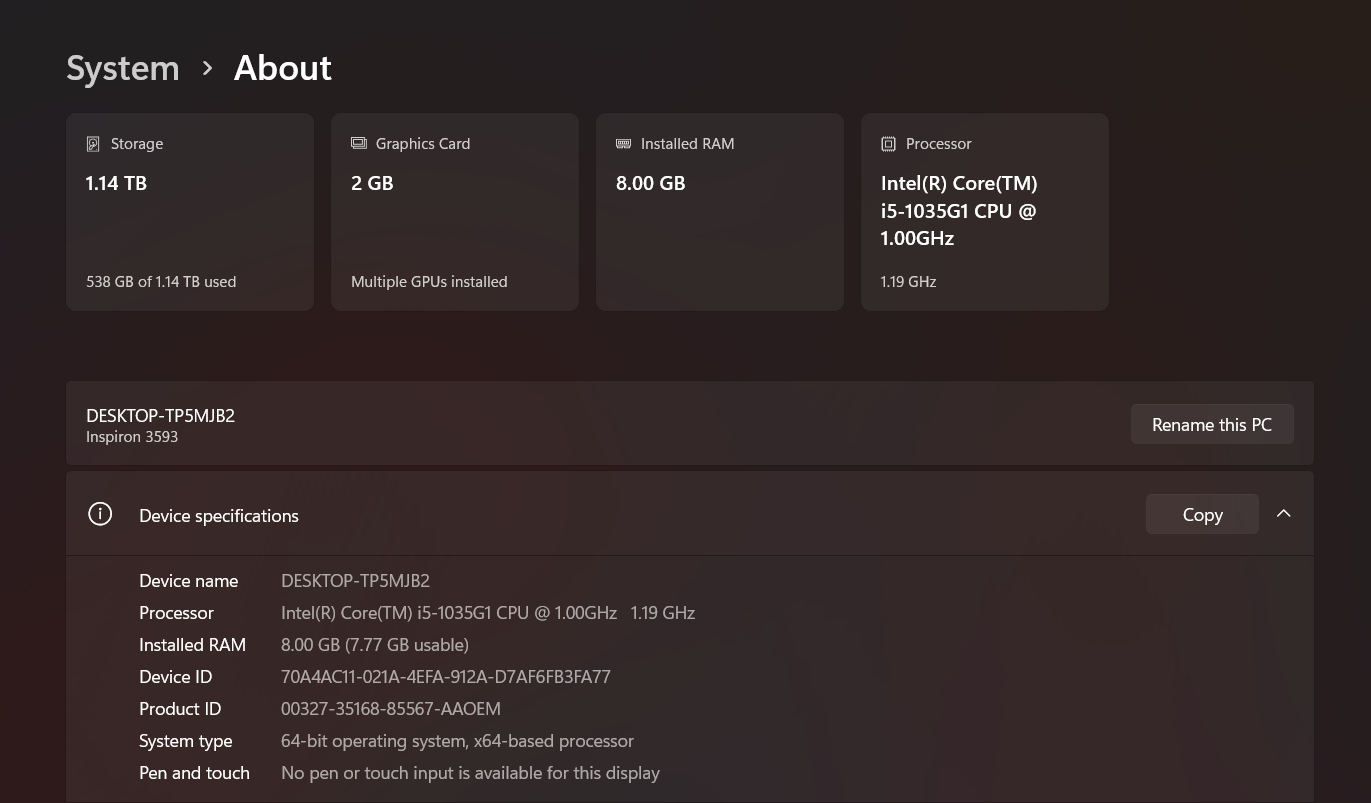 System > About
Storage
1.14 TB
538 GB of 1.14 TB used
Graphics Card
2 GB
Multiple GPUs installed
Installed RAM
8.00 GB
Processor
Intel(R) Core(TM)
i5-1035G1 CPU @
1.00GHz
1.19 GHz
DESKTOP-TP5MJB2
Inspiron 3593
Rename this PC
Device specifications
Copy
Device name DESKTOP-TP5MJB2
Processor Intel(R) Core(TM) i5-1035G1 CPU @ 1.00GHz 1.19 GHz
Installed RAM 8.00 GB (7.77 GB usable)
Device ID 70A4AC11-021A-4EFA-912A-D7AF6FB3FA77
Product ID 00327-35168-85567-AAOEM
System type 64-bit operating system, x64-based processor
Pen and touch No pen or touch input is available for this display